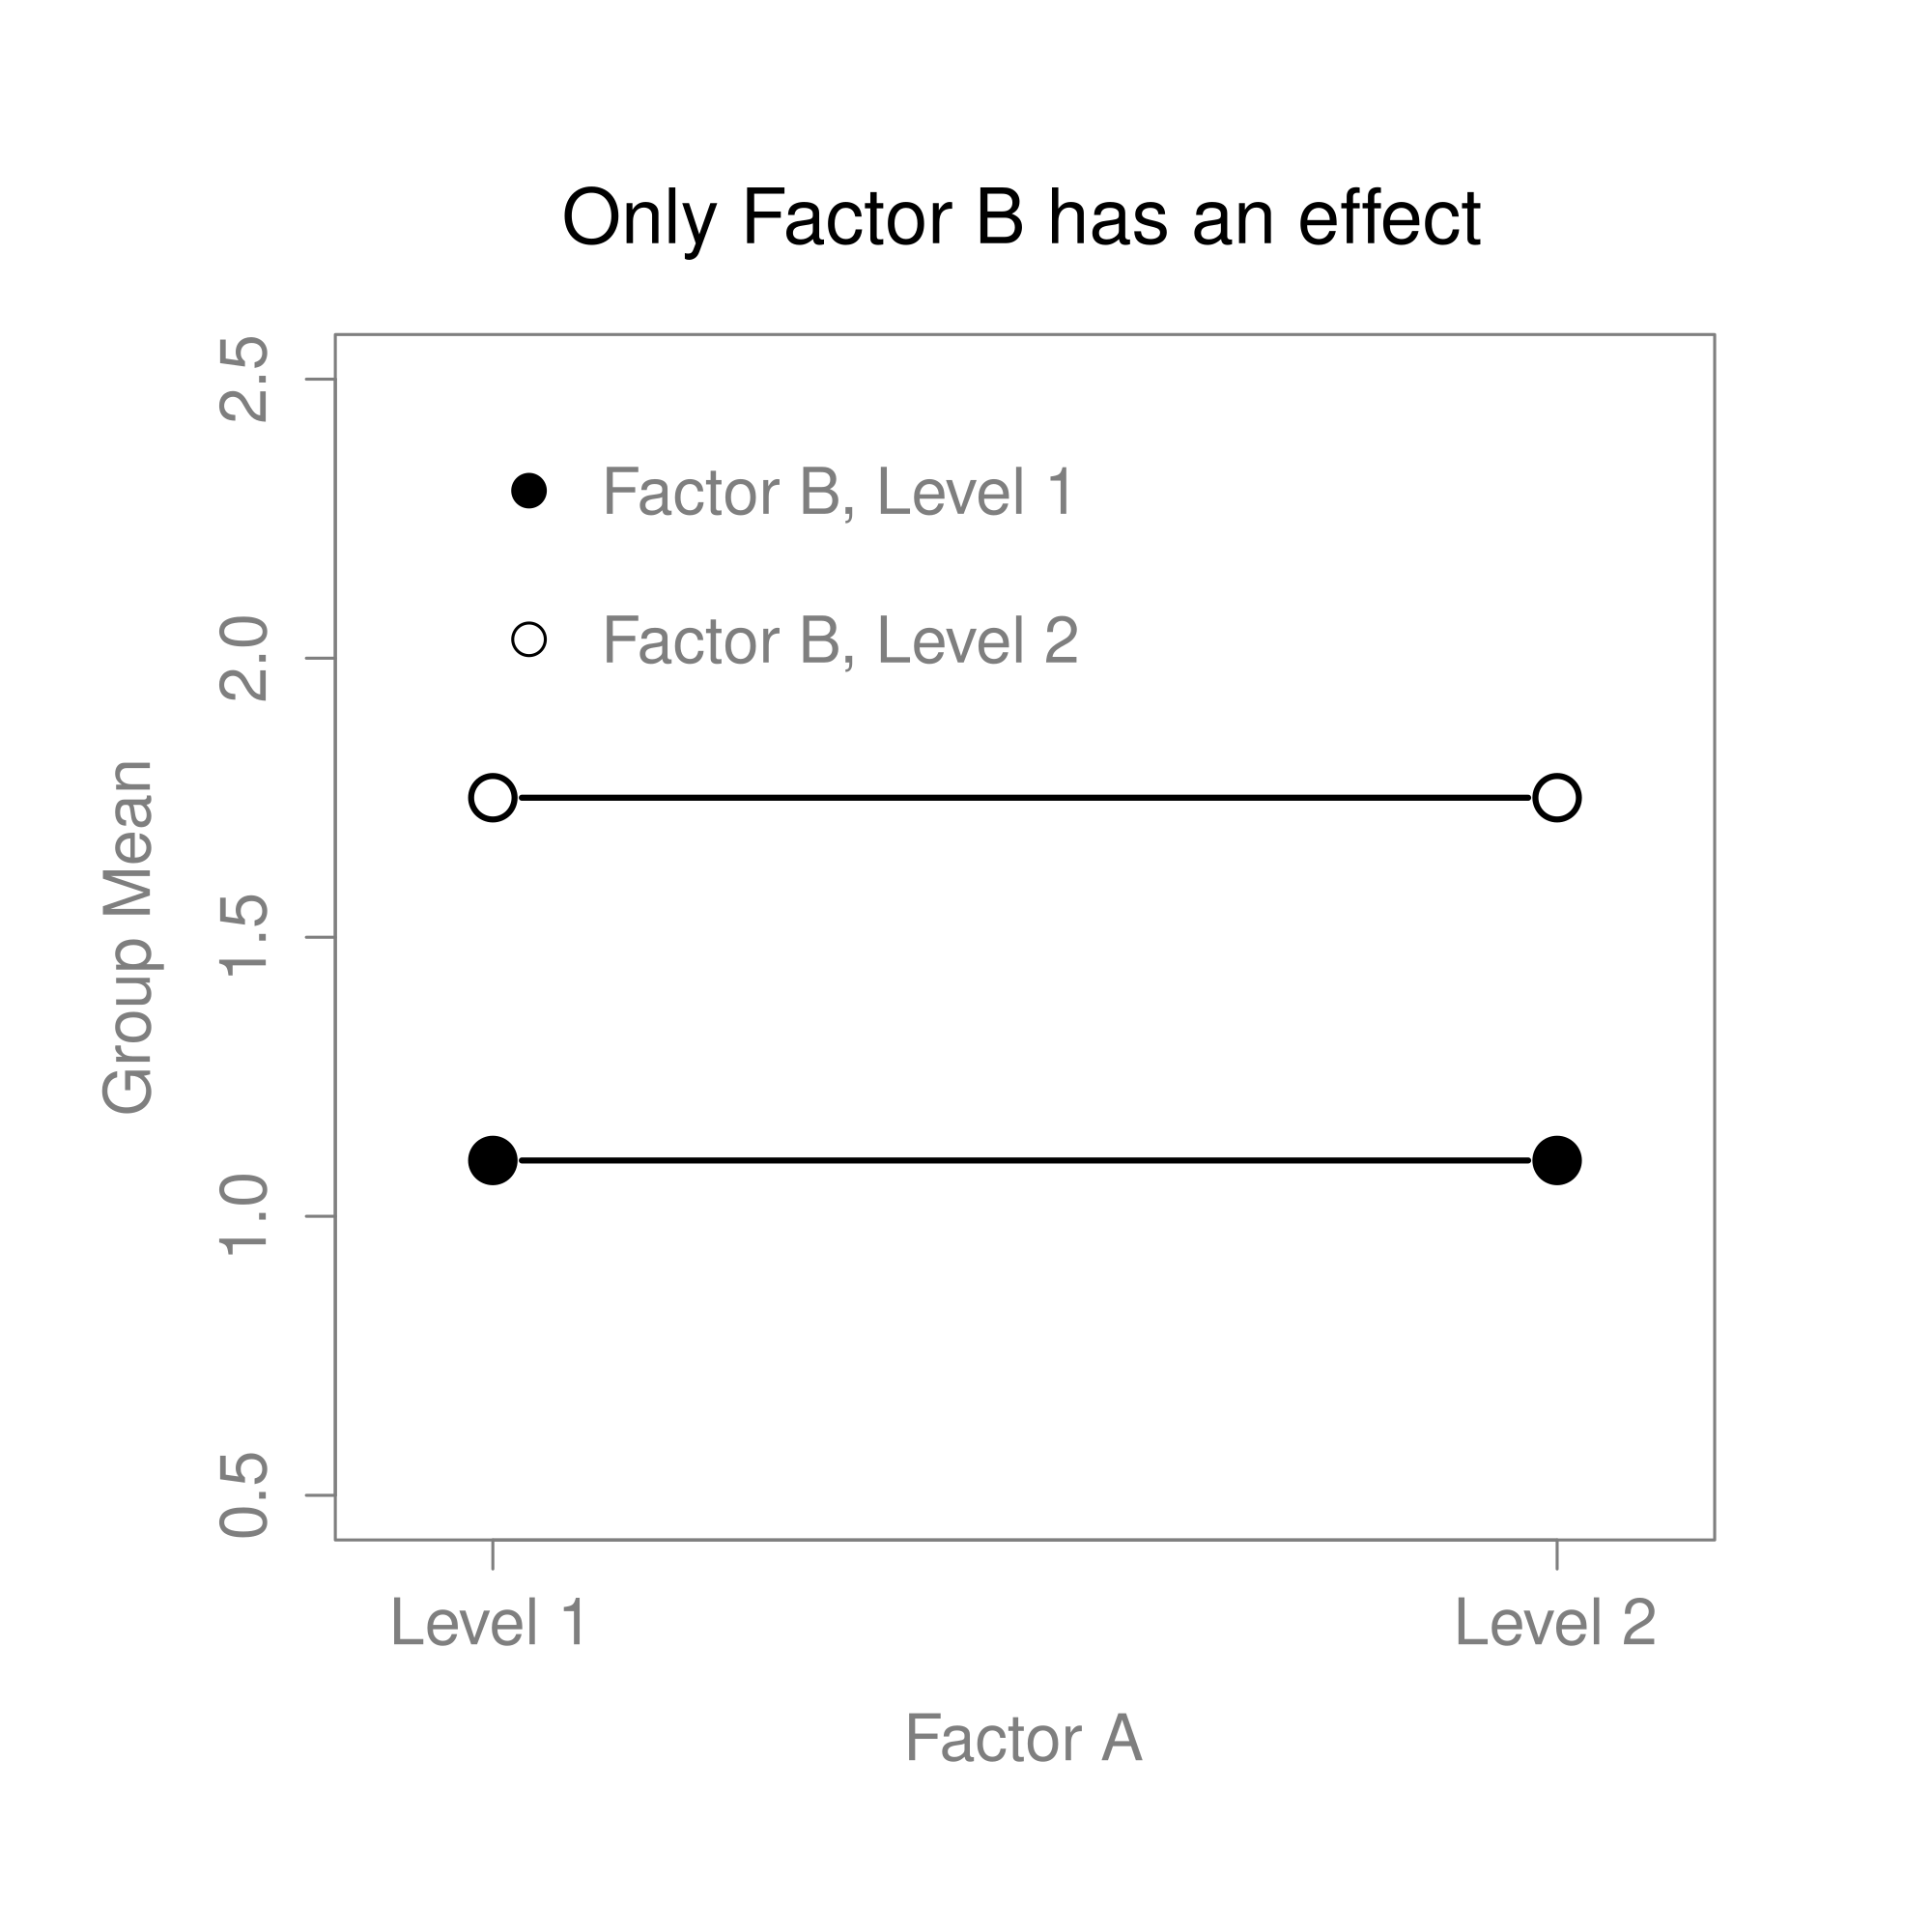 Only Factor B has an effect
2.5
Factor B, Level 1
2.0
Factor B, Level 2
Group Mean
1.5
1.0
0.5
Level 1
Level 2
Factor A